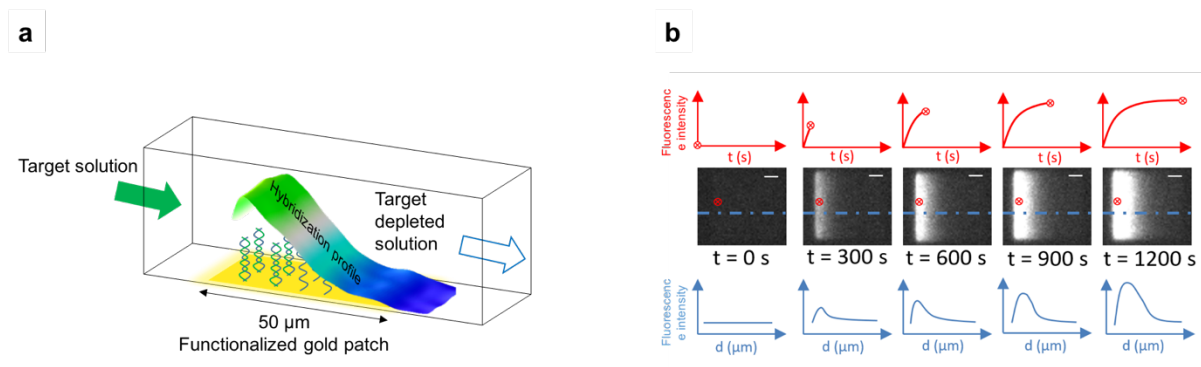 a
Target solution
Hybridization profile
Target
depleted
solution
50 µm
Functionalized gold patch
b
Fluorescenc
e intensity
t (s)
t (s)
t (s)
t (s)
t (s)
t = 0 s
t = 300 s
t = 600 s
t = 900 s
t = 1200 s
Fluorescenc
e intensity
d (µm)
d (µm)
d (µm)
d (µm)
d (µm)